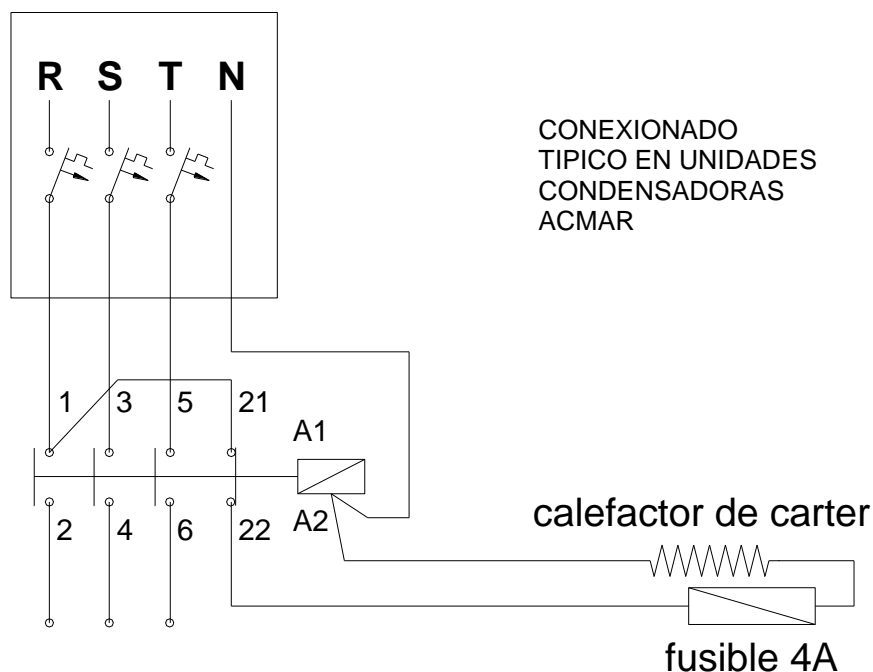 R S T N
CONEXIONADO
TIPICO EN UNIDADES
CONDENSADORAS
ACMAR
1 3 5 21
A1
A2
2 4 6 22
calefactor de carter
fusible 4A